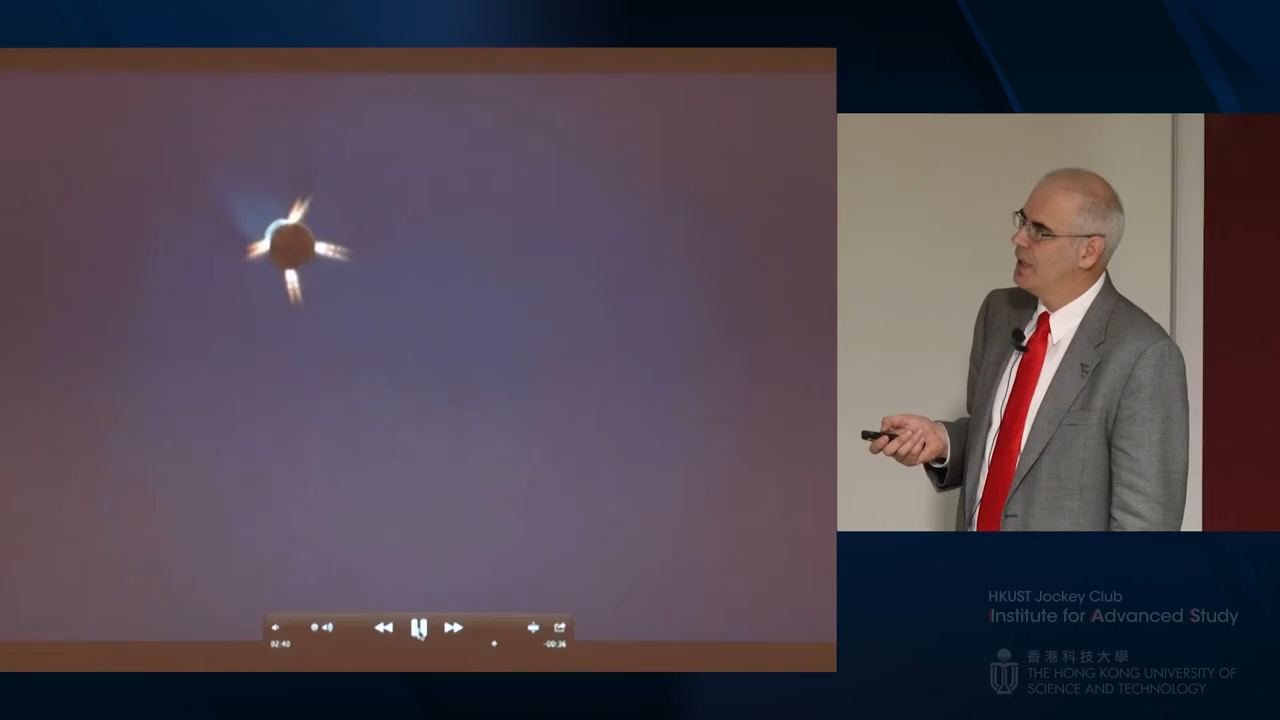 02:40
-00:36
HKUST Jockey Club
Institute for Advanced Study
香港科技大學
THE HONG KONG UNIVERSITY OF
SCIENCE AND TECHNOLOGY